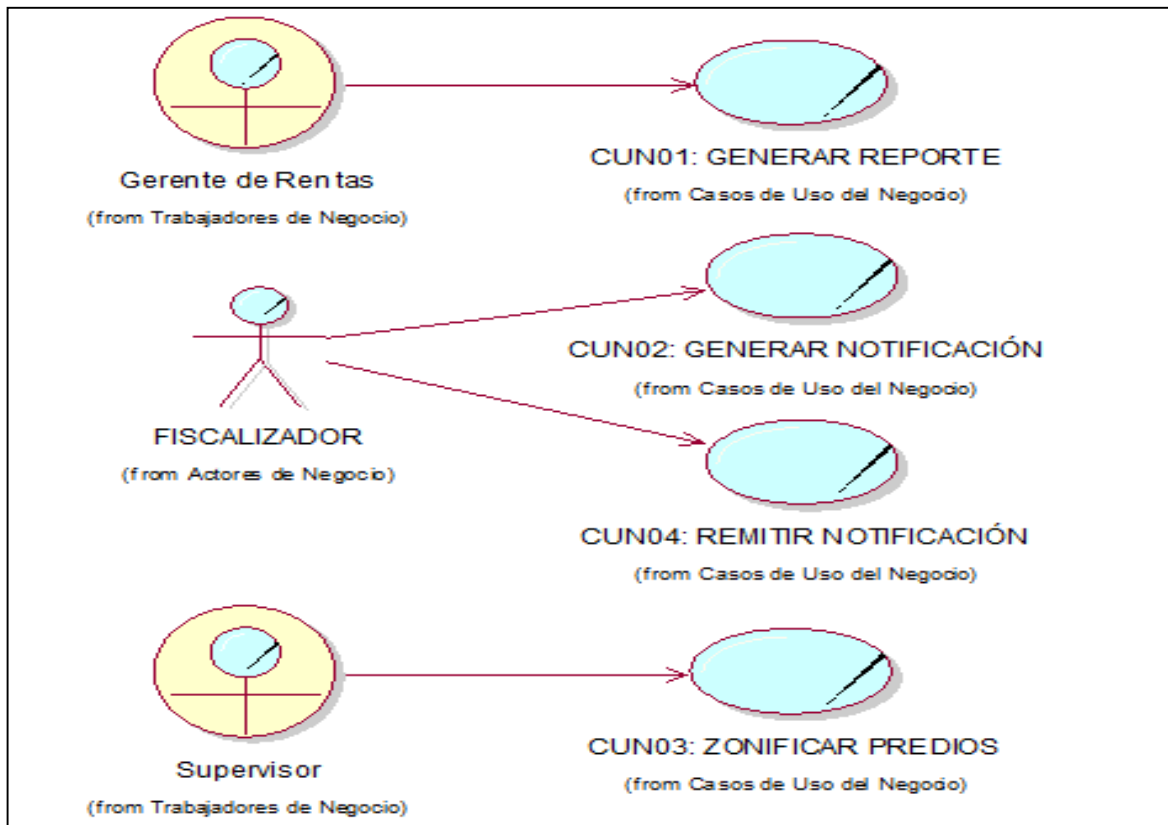 Gerente de Rentas
(from Trabajadores de Negocio)
CUN01: GENERAR REPORTE
(from Casos de Uso del Negocio)
FISCALIZADOR
(from Actores de Negocio)
CUN02: GENERAR NOTIFICACIÓN
(from Casos de Uso del Negocio)
CUN04: REMITIR NOTIFICACIÓN
(from Casos de Uso del Negocio)
Supervisor
(from Trabajadores de Negocio)
CUN03: ZONIFICAR PREDIOS
(from Casos de Uso del Negocio)